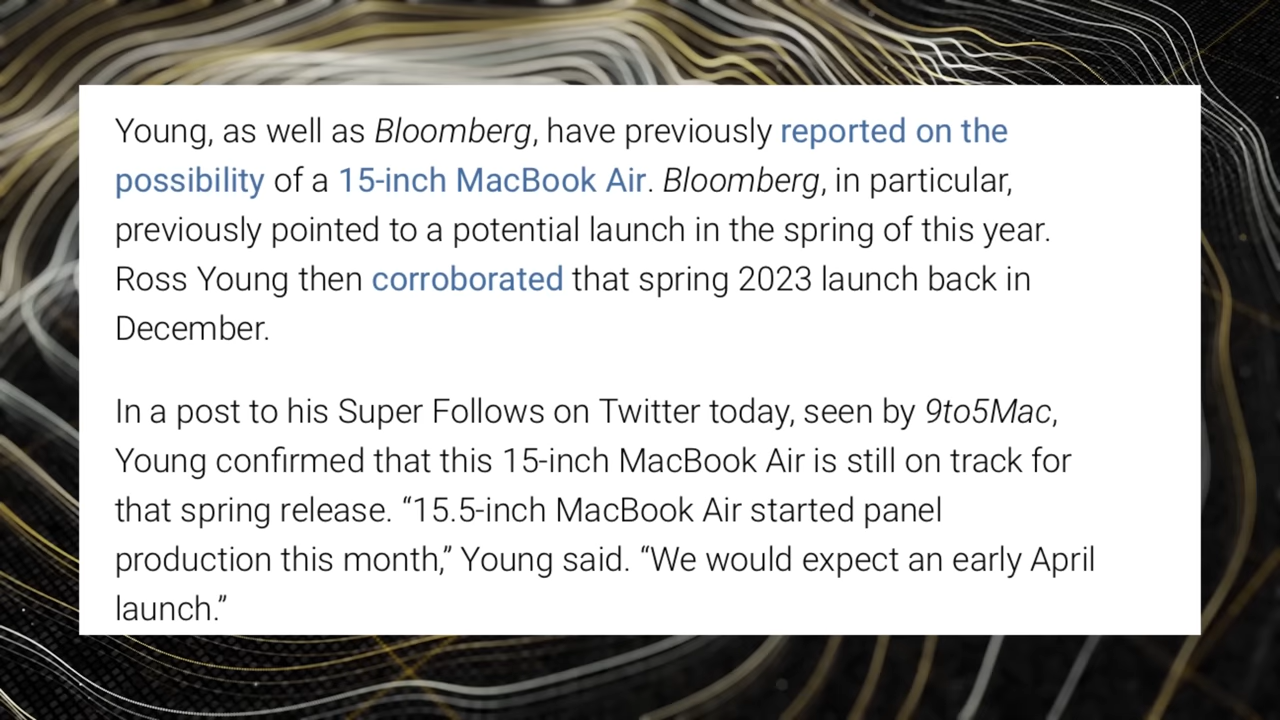 Young, as well as Bloomberg, have previously reported on the
possibility of a 15-inch MacBook Air. Bloomberg, in particular,
previously pointed to a potential launch in the spring of this year.
Ross Young then corroborated that spring 2023 launch back in
December.
In a post to his Super Follows on Twitter today, seen by 9to5Mac,
Young confirmed that this 15-inch MacBook Air is still on track for
that spring release. “15.5-inch MacBook Air started panel
production this month,” Young said. “We would expect an early April
launch.”